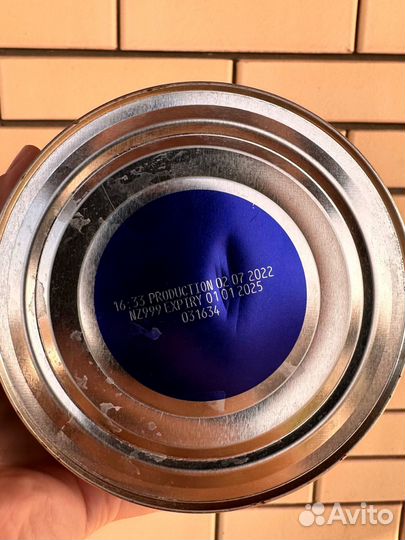 16:33 PRODUCTION 02 07 2022
NZ999 EXPIRY 01 01 2025
031634
Avito